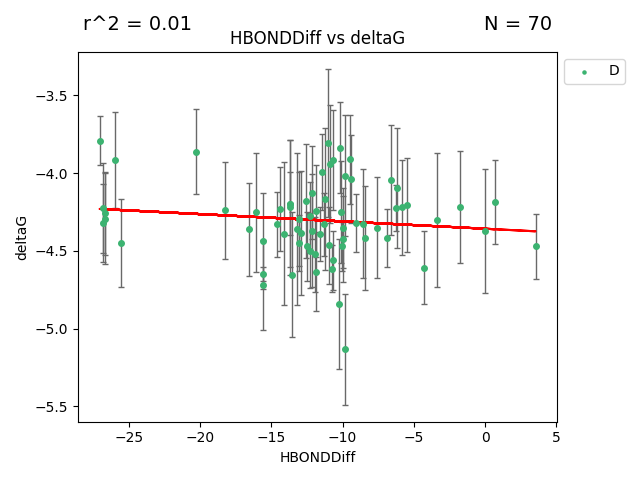 r^2 = 0.01
N = 70
HBONDDiff vs deltaG
D
−3.5
−4.0
−4.5
−5.0
−5.5
deltaG
−25
−20
−15
−10
−5
0
5
HBONDDiff